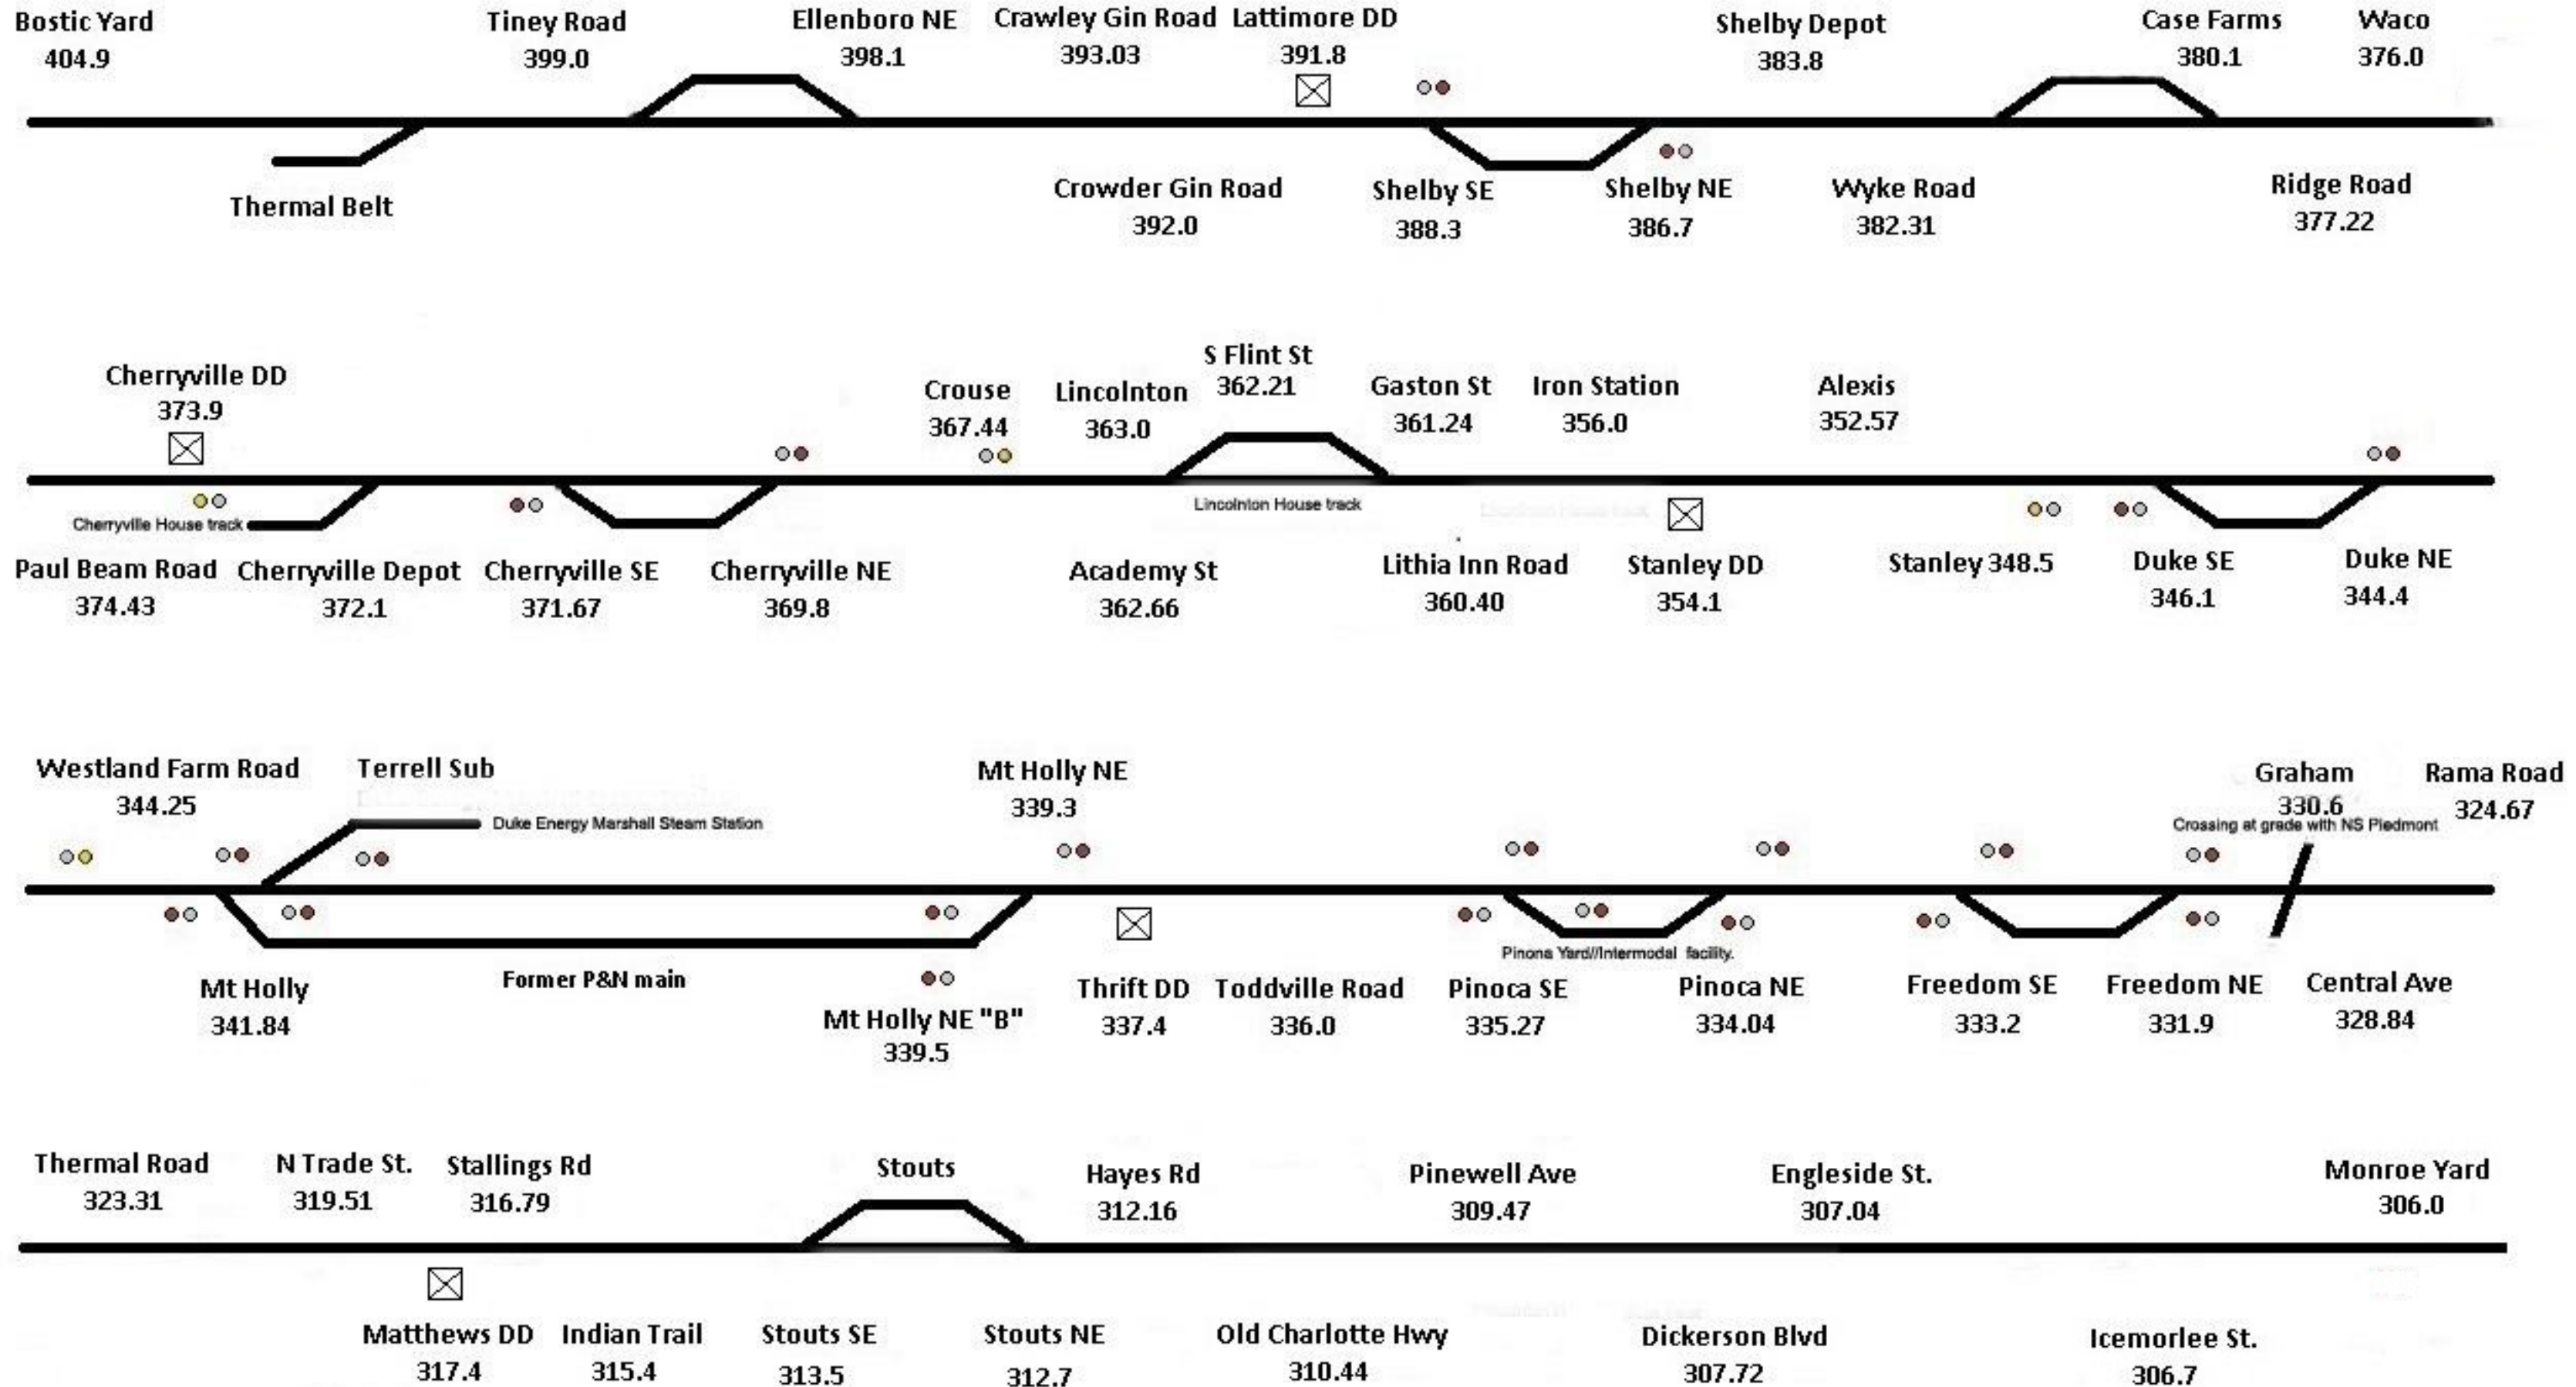 Bostic Yard
404.9
Tiney Road
399.0
Ellenboro NE
398.1
Crawley Gin Road
393.03
Lattimore DD
391.8
Shelby Depot
383.8
Case Farms
380.1
Waco
376.0
Thermal Belt
Crowder Gin Road
392.0
Shelby SE
388.3
Shelby NE
386.7
Wyke Road
382.31
Ridge Road
377.22
Cherryville DD
373.9
Crouse
367.44
Lincolnton
363.0
S Flint St
362.21
Gaston St
361.24
Iron Station
356.0
Alexis
352.57
Cherryville House track
Lincolnton House track
Paul Beam Road
374.43
Cherryville Depot
372.1
Cherryville SE
371.67
Cherryville NE
369.8
Academy St
362.66
Lithia Inn Road
360.40
Stanley DD
354.1
Stanley 348.5
Duke SE
346.1
Duke NE
344.4
Westland Farm Road
344.25
Terrell Sub
Duke Energy Marshall Steam Station
Mt Holly NE
339.3
Graham
330.6
Crossing at grade with NS Piedmont
Rama Road
324.67
Mt Holly
341.84
Former P&N main
Mt Holly NE "B"
339.5
Thrift DD
337.4
Toddville Road
336.0
Pinona Yard//Intermodal facility.
Pinoca SE
335.27
Pinoca NE
334.04
Freedom SE
333.2
Freedom NE
331.9
Central Ave
328.84
Thermal Road
323.31
N Trade St.
319.51
Stallings Rd
316.79
Stouts
Hayes Rd
312.16
Pinewell Ave
309.47
Engleside St.
307.04
Monroe Yard
306.0
Matthews DD
317.4
Indian Trail
315.4
Stouts SE
313.5
Stouts NE
312.7
Old Charlotte Hwy
310.44
Dickerson Blvd
307.72
Icemorlee St.
306.7